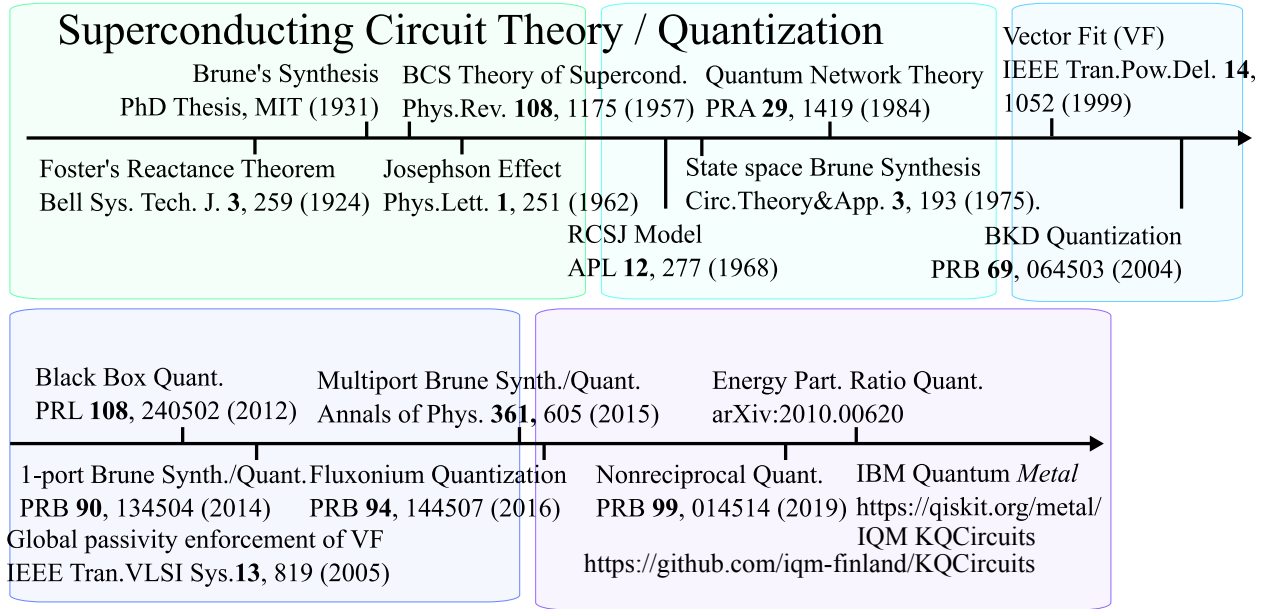 Superconducting Circuit Theory / Quantization
Brune's Synthesis
PhD Thesis, MIT (1931)
BCS Theory of Supercond.
Phys.Rev. 108, 1175 (1957)
Quantum Network Theory
PRA 29, 1419 (1984)
Vector Fit (VF)
IEEE Tran.Pow.Del. 14,
1052 (1999)
Foster's Reactance Theorem
Bell Sys. Tech. J. 3, 259 (1924)
Josephson Effect
Phys.Lett. 1, 251 (1962)
State space Brune Synthesis
Circ.Theory&App. 3, 193 (1975).
RCSJ Model
APL 12, 277 (1968)
BKD Quantization
PRB 69, 064503 (2004)
Black Box Quant.
PRL 108, 240502 (2012)
Multiport Brune Synth./Quant.
Annals of Phys. 361, 605 (2015)
Energy Part. Ratio Quant.
arXiv:2010.00620
1-port Brune Synth./Quant.
PRB 90, 134504 (2014)
Global passivity enforcement of VF
IEEE Tran.VLSI Sys.13, 819 (2005)
Fluxonium Quantization
PRB 94, 144507 (2016)
Nonreciprocal Quant.
PRB 99, 014514 (2019)
IBM Quantum Metal
https://qiskit.org/metal/
IQM KQCircuits
https://github.com/iqm-finland/KQCircuits